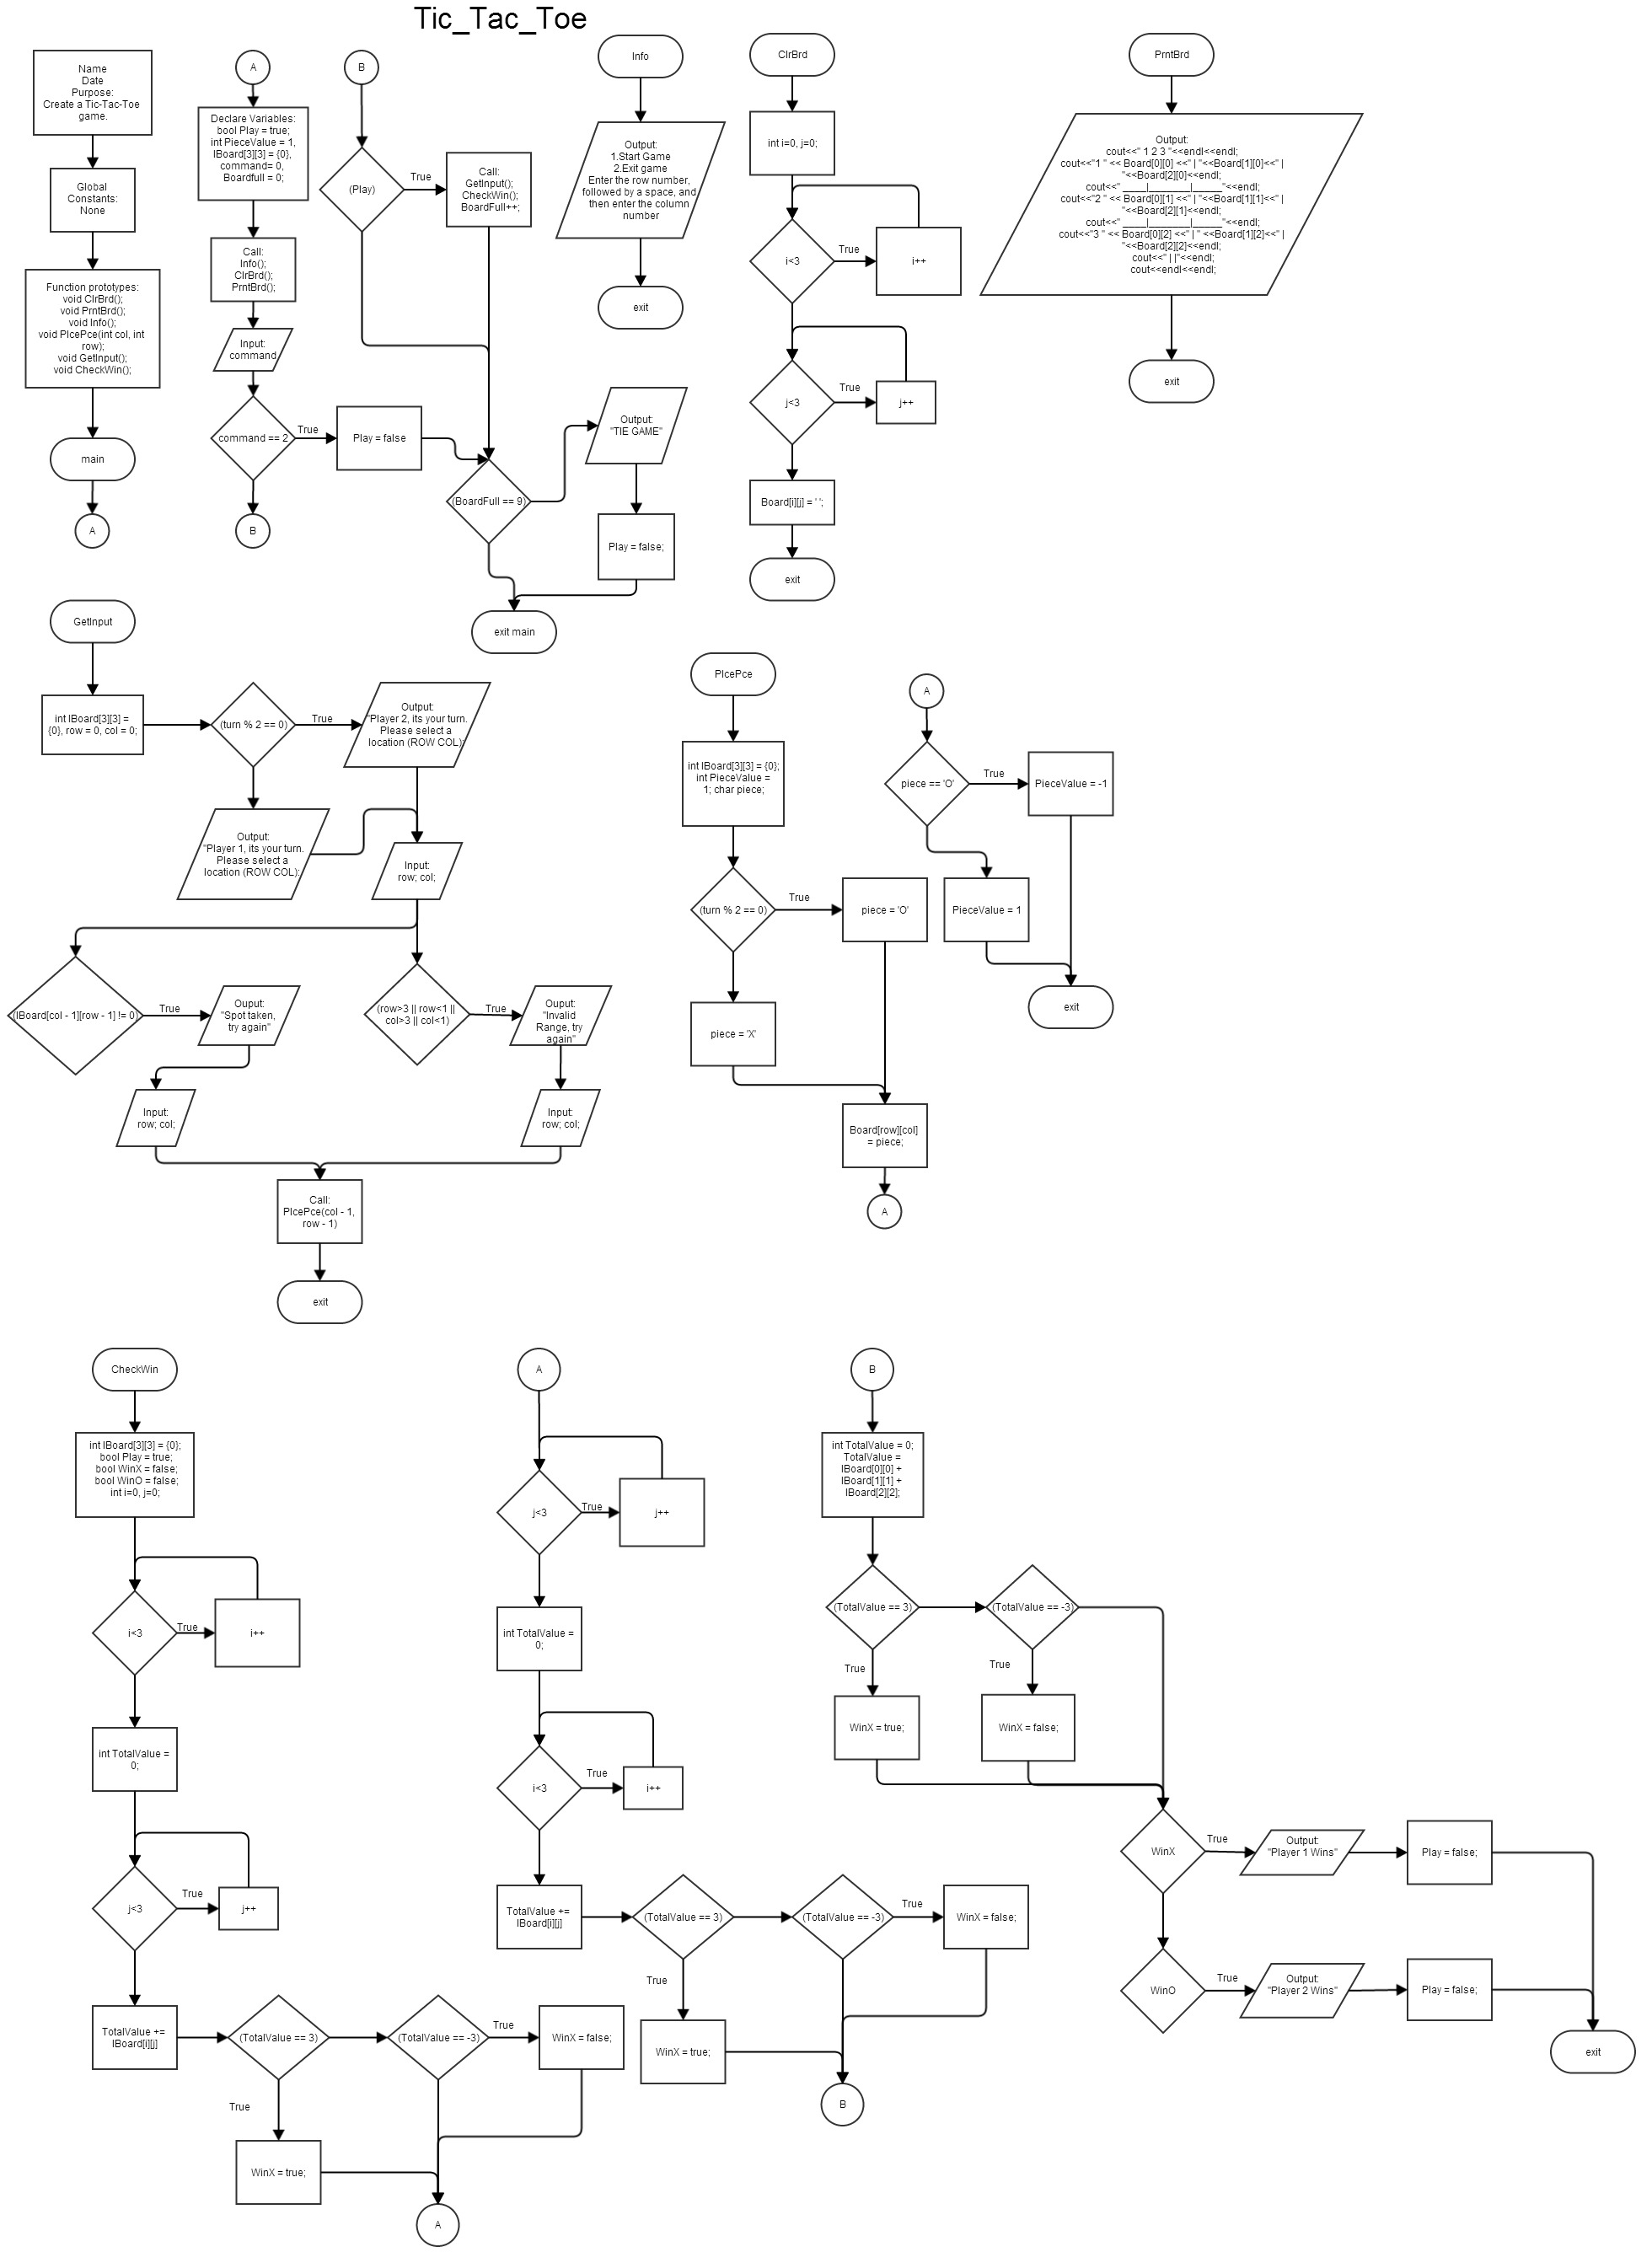 Tic_Tac_Toe
Name
Date
Purpose:
Create a Tic-Tac-Toe
game.
Global
Constants:
None
Function prototypes:
void ClrBrd();
void PrntBrd();
void Info();
void PlcePce(int col, int
row);
void GetInput();
void CheckWin();
main
A
A
Declare Variables:
bool Play = true;
int PieceValue = 1,
IBoard[3][3] = {0},
command= 0,
Boardfull = 0;
Call:
Info();
ClrBrd();
PrntBrd();
Input:
command
command == 2
True
Play = false
B
B
(Play)
True
Call:
GetInput();
CheckWin();
BoardFull++;
(BoardFull == 9)
Output:
"TIE GAME"
Play = false;
exit main
Info
Output:
1.Start Game
2.Exit game
Enter the row number,
followed by a space, and
then enter the column
number
exit
ClrBrd
int i=0, j=0;
i<3
True
i++
j<3
True
j++
Board[i][j] = ' ';
exit
PrntBrd
Output:
cout<<" 1 2 3 "<<endl<<endl;
cout<<"1 " << Board[0][0] <<" | "<<Board[1][0]<<" |
"<<Board[2][0]<<endl;
cout<<" ____|_______|_____"<<endl;
cout<<"2 " << Board[0][1] <<" | "<<Board[1][1]<<" |
"<<Board[2][1]<<endl;
cout<<" ____|_______|_____"<<endl;
cout<<"3 " << Board[0][2] <<" | " <<Board[1][2]<<" |
"<<Board[2][2]<<endl;
cout<<" | |"<<endl;
cout<<endl<<endl;
exit
GetInput
int IBoard[3][3] =
{0}, row = 0, col = 0;
(turn % 2 == 0)
True
Output:
"Player 2, its your turn.
Please select a
location (ROW COL);
Output:
"Player 1, its your turn.
Please select a
location (ROW COL);
Input:
row; col;
(IBoard[col - 1][row - 1] != 0)
True
Ouput:
"Spot taken,
try again"
(row>3 || row<1 ||
col>3 || col<1)
True
Ouput:
"Invalid
Range, try
again"
Input:
row; col;
Input:
row; col;
Call:
PlcePce(col - 1,
row - 1)
exit
PlcePce
int IBoard[3][3] = {0};
int PieceValue =
1; char piece;
(turn % 2 == 0)
True
piece = 'O'
piece = 'X'
Board[row][col]
= piece;
A
A
piece == 'O'
True
PieceValue = -1
PieceValue = 1
exit
CheckWin
int IBoard[3][3] = {0};
bool Play = true;
bool WinX = false;
bool WinO = false;
int i=0, j=0;
i<3
True
i++
int TotalValue =
0;
j<3
True
j++
TotalValue +=
IBoard[i][j]
(TotalValue == 3)
(TotalValue == -3)
True
WinX = false;
True
WinX = true;
A
A
j<3
True
j++
int TotalValue =
0;
i<3
True
i++
TotalValue +=
IBoard[i][j]
(TotalValue == 3)
(TotalValue == -3)
True
WinX = false;
True
WinX = true;
B
B
int TotalValue = 0;
TotalValue =
IBoard[0][0] +
IBoard[1][1] +
IBoard[2][2];
(TotalValue == 3)
(TotalValue == -3)
True
True
WinX = true;
WinX = false;
WinX
True
Output:
"Player 1 Wins"
Play = false;
WinO
True
Output:
"Player 2 Wins"
Play = false;
exit